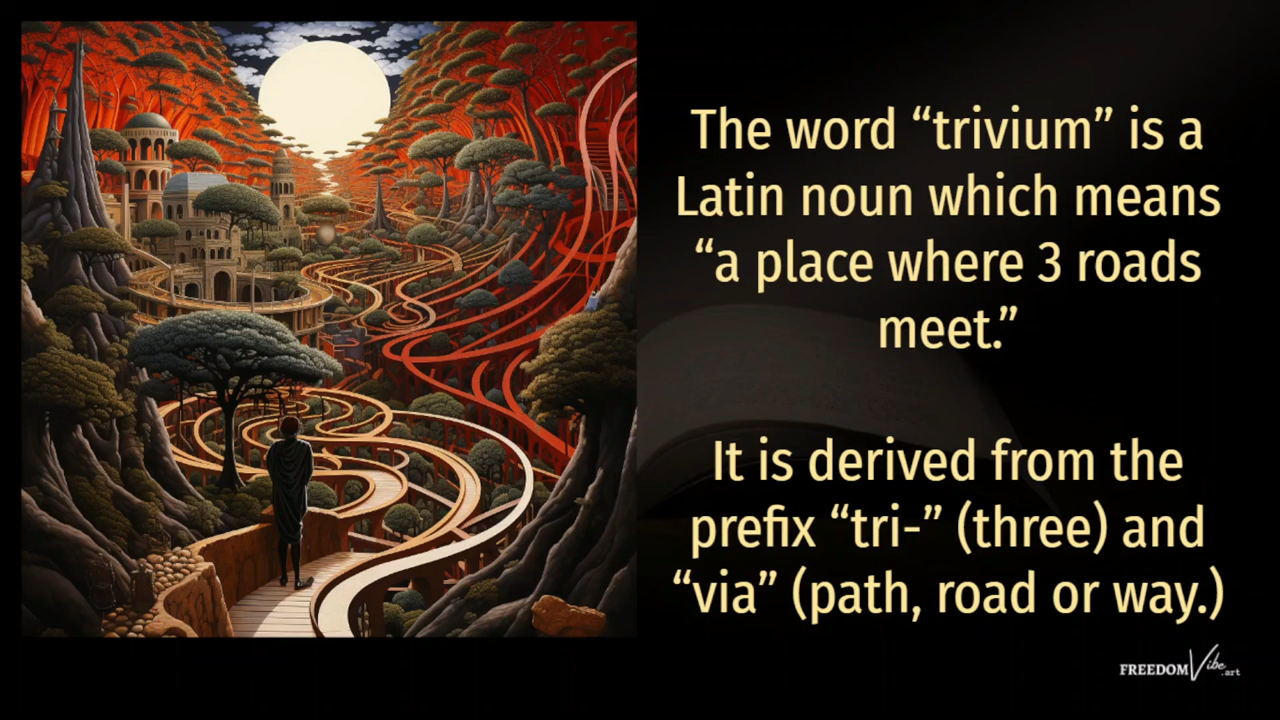 The word “trivium” is a
Latin noun which means
“a place where 3 roads
meet.”
It is derived from the
prefix “tri-” (three) and
“via” (path, road or way.)
FREEDOM Vibe.art